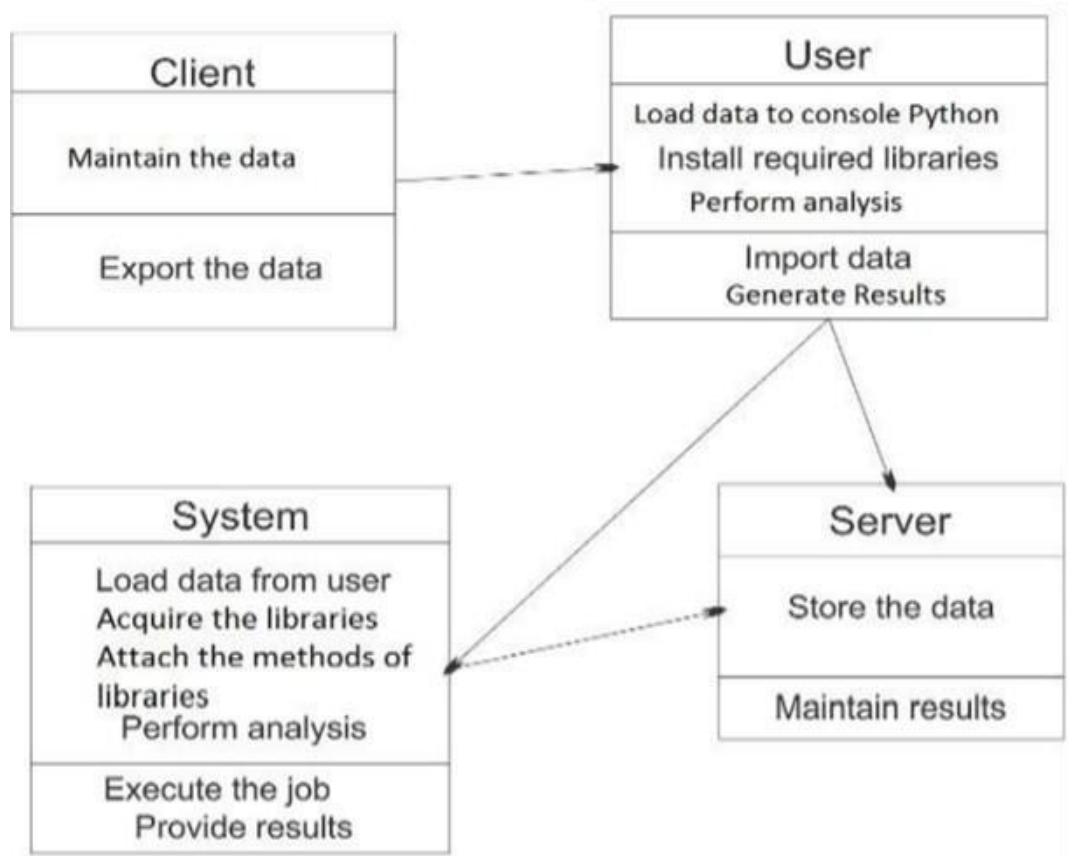 Client
Maintain the data
Export the data
User
Load data to console Python
Install required libraries
Perform analysis
Import data
Generate Results
System
Load data from user
Acquire the libraries
Attach the methods of
libraries
Perform analysis
Execute the job
Provide results
Server
Store the data
Maintain results